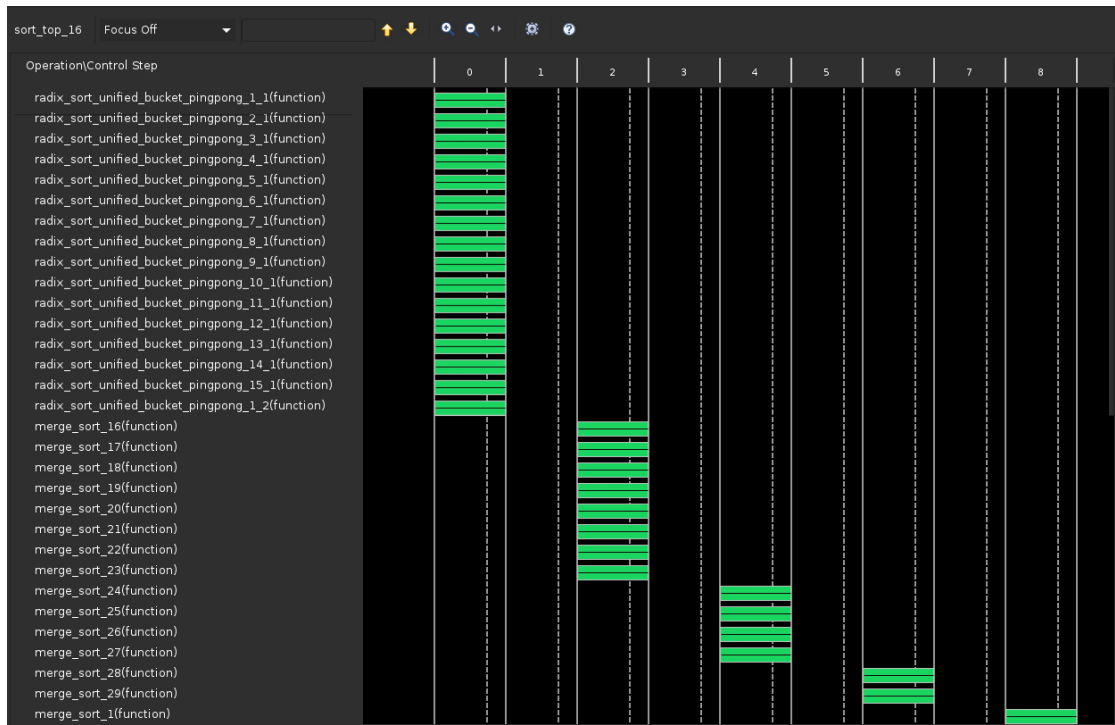 sort_top_16 Focus Off
Operation\Control Step 0 1 2 3 4 5 6 7 8
radix_sort_unified_bucket_pingpong_1_1(function)
radix_sort_unified_bucket_pingpong_2_1(function)
radix_sort_unified_bucket_pingpong_3_1(function)
radix_sort_unified_bucket_pingpong_4_1(function)
radix_sort_unified_bucket_pingpong_5_1(function)
radix_sort_unified_bucket_pingpong_6_1(function)
radix_sort_unified_bucket_pingpong_7_1(function)
radix_sort_unified_bucket_pingpong_8_1(function)
radix_sort_unified_bucket_pingpong_9_1(function)
radix_sort_unified_bucket_pingpong_10_1(function)
radix_sort_unified_bucket_pingpong_11_1(function)
radix_sort_unified_bucket_pingpong_12_1(function)
radix_sort_unified_bucket_pingpong_13_1(function)
radix_sort_unified_bucket_pingpong_14_1(function)
radix_sort_unified_bucket_pingpong_15_1(function)
radix_sort_unified_bucket_pingpong_1_2(function)
merge_sort_16(function)
merge_sort_17(function)
merge_sort_18(function)
merge_sort_19(function)
merge_sort_20(function)
merge_sort_21(function)
merge_sort_22(function)
merge_sort_23(function)
merge_sort_24(function)
merge_sort_25(function)
merge_sort_26(function)
merge_sort_27(function)
merge_sort_28(function)
merge_sort_29(function)
merge_sort_1(function)